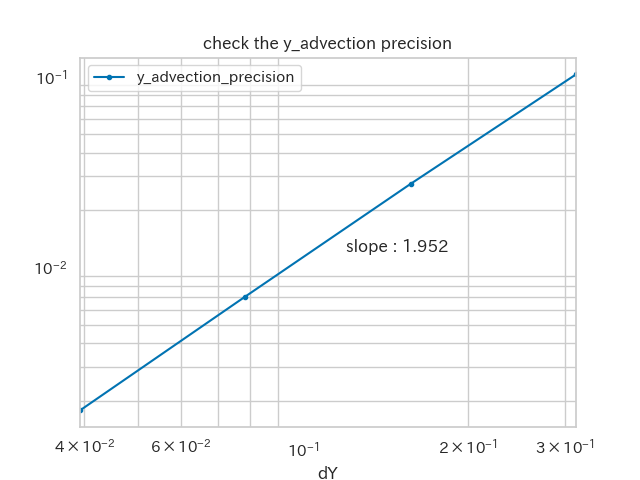 check the y_advection precision
y_advection_precision
10⁻¹
slope : 1.952
10⁻²
4×10⁻² 6×10⁻² 10⁻¹ 2×10⁻¹ 3×10⁻¹
dY